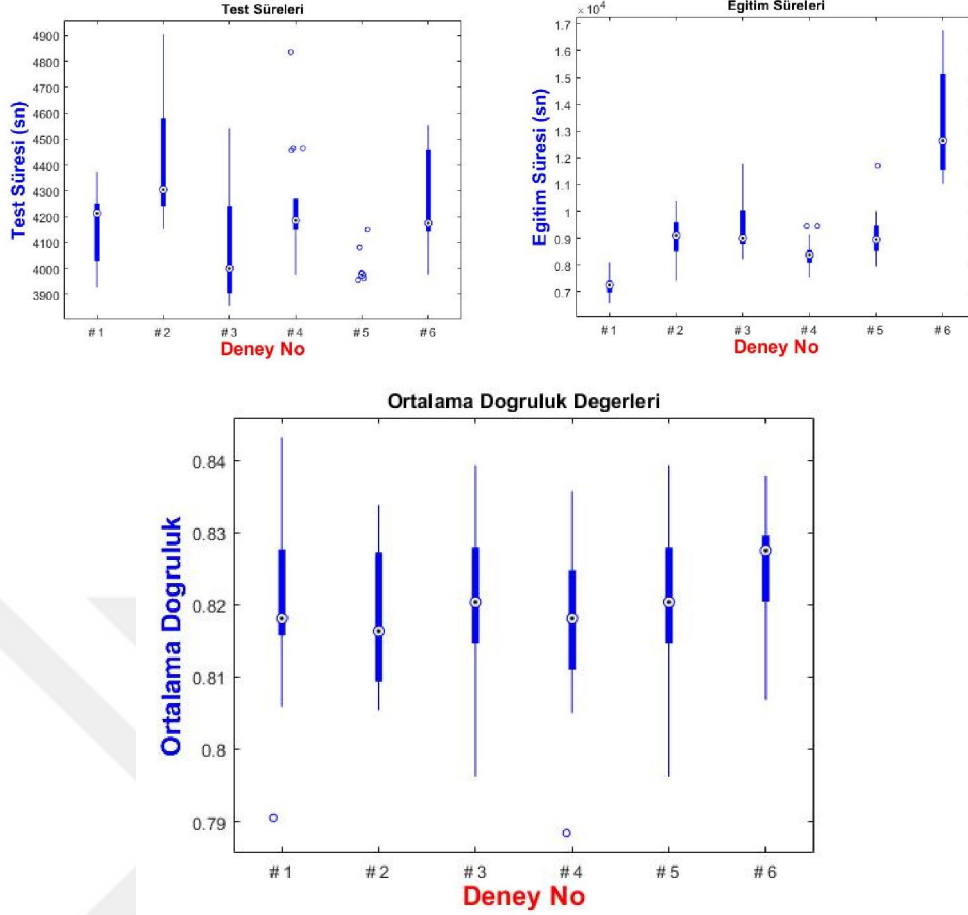 Test Süreleri
4900
4800
4700
4600
4500
4400
4300
4200
4100
4000
3900
Test Süresi (sn)
#1 #2 #3 #4 #5 #6
Deney No
× 10⁴
Egitim Süreleri
1.7
1.6
1.5
1.4
1.3
1.2
1.1
1
0.9
0.8
0.7
Egitim Süresi (sn)
#1 #2 #3 #4 #5 #6
Deney No
Ortalama Dogruluk Degerleri
0.84
0.83
0.82
0.81
0.8
0.79
Ortalama Dogruluk
#1 #2 #3 #4 #5 #6
Deney No